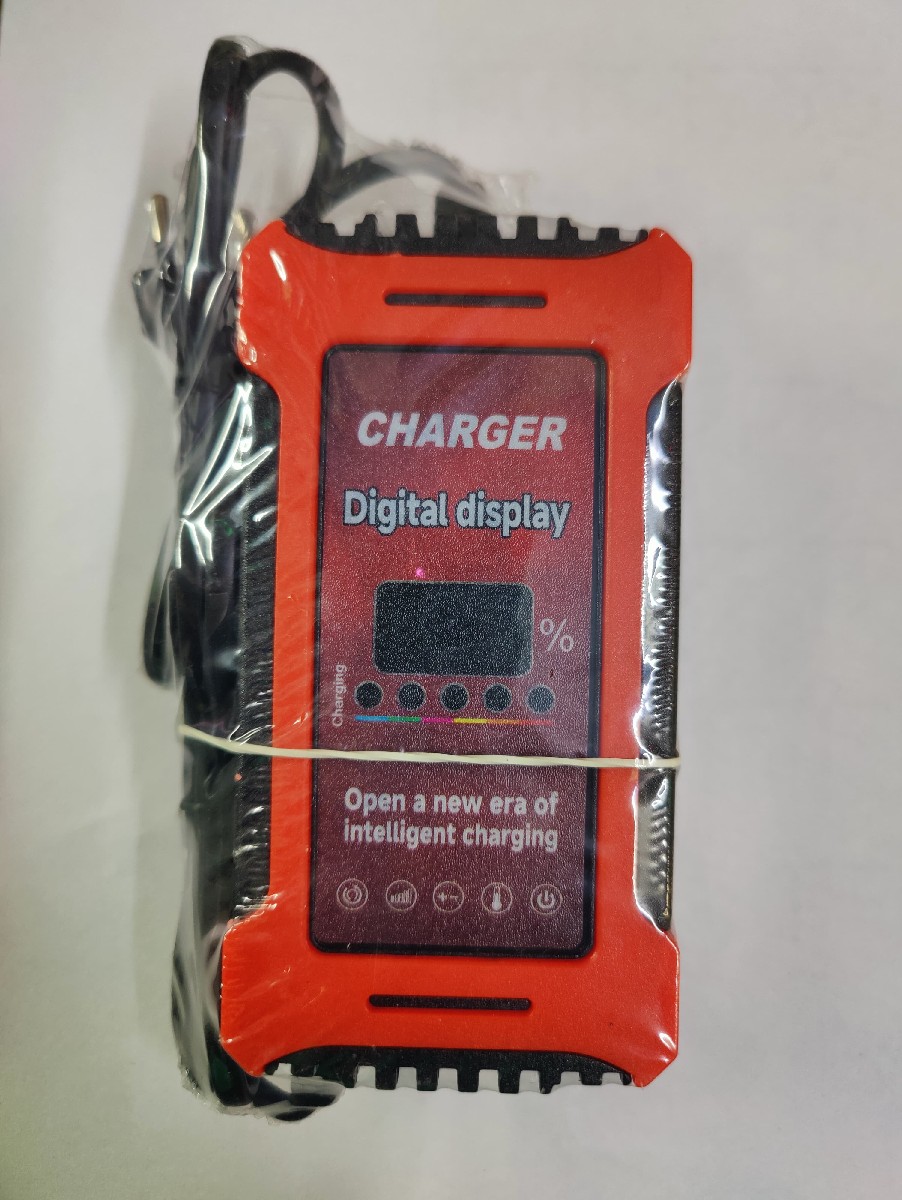 CHARGER
Digital display
%
Charging
Open a new era of
intelligent charging